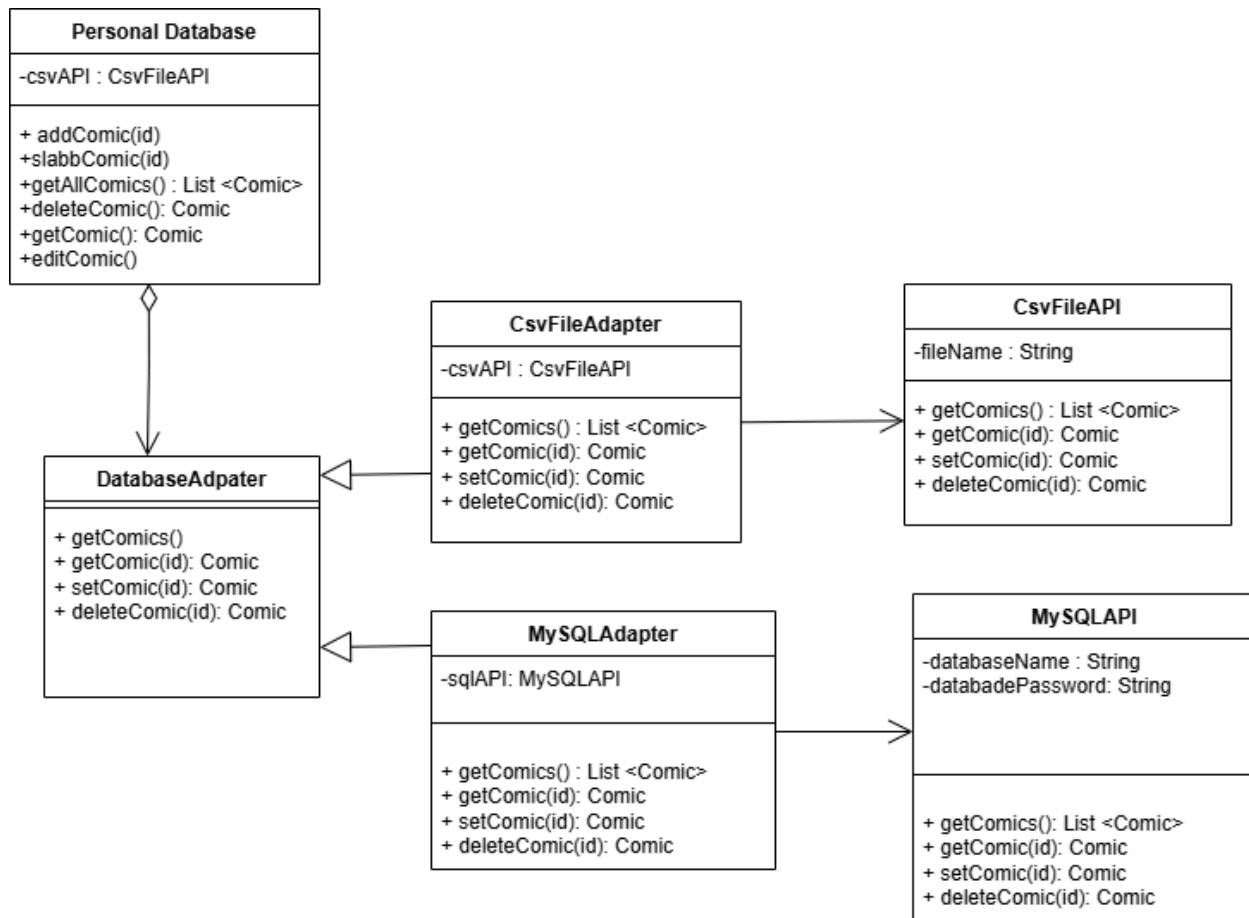 Personal Database
-csvAPI : CsvFileAPI
+ addComic(id)
+slabbComic(id)
+getAllComics() : List <Comic>
+deleteComic(): Comic
+getComic(): Comic
+editComic()
DatabaseAdpater
+ getComics()
+ getComic(id): Comic
+ setComic(id): Comic
+ deleteComic(id): Comic
CsvFileAdapter
-csvAPI : CsvFileAPI
+ getComics() : List <Comic>
+ getComic(id): Comic
+ setComic(id): Comic
+ deleteComic(id): Comic
CsvFileAPI
-fileName : String
+ getComics() : List <Comic>
+ getComic(id): Comic
+ setComic(id): Comic
+ deleteComic(id): Comic
MySQLAdapter
-sqlAPI: MySQLAPI
+ getComics() : List <Comic>
+ getComic(id): Comic
+ setComic(id): Comic
+ deleteComic(id): Comic
MySQLAPI
-databaseName : String
-databadePassword: String
+ getComics(): List <Comic>
+ getComic(id): Comic
+ setComic(id): Comic
+ deleteComic(id): Comic